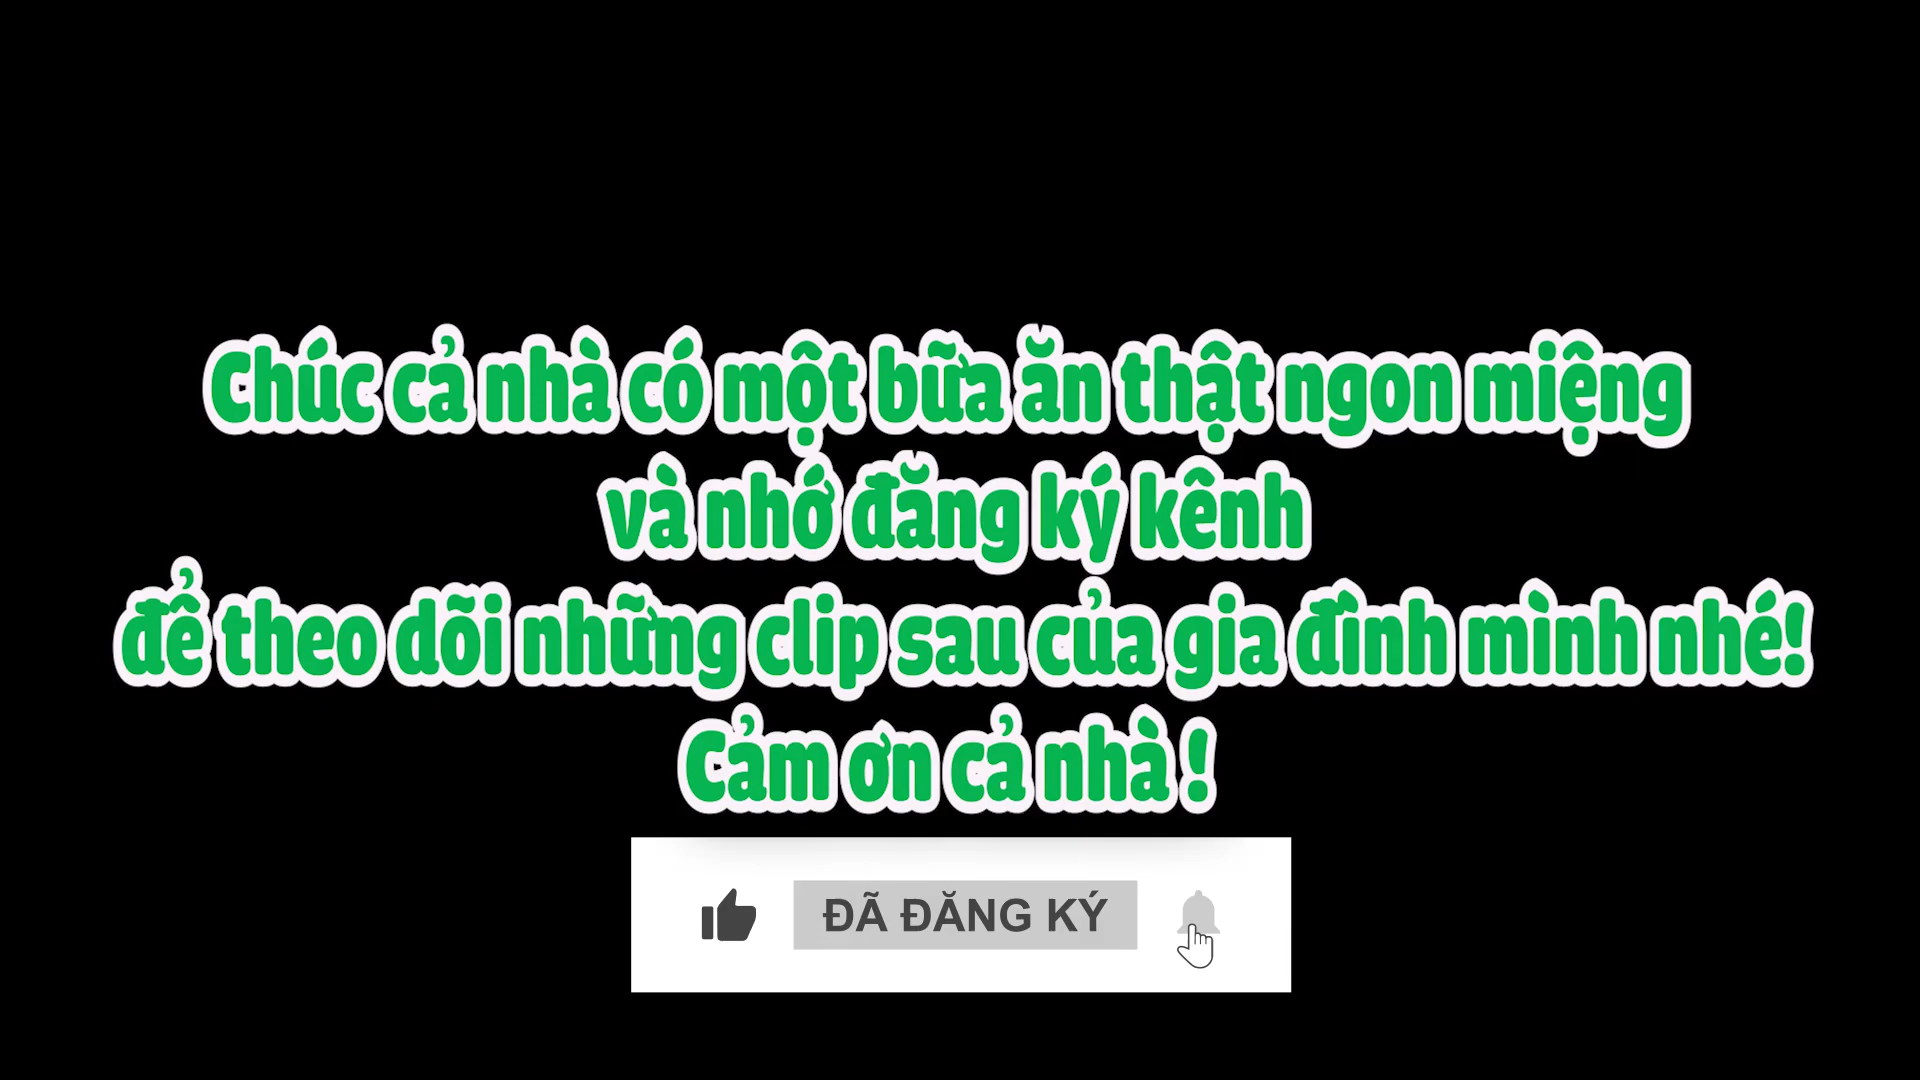 Chúc cả nhà có một bữa ăn thật ngon miệng
và nhớ đăng ký kênh
để theo dõi những clip sau của gia đình mình nhé!
Cảm ơn cả nhà !
ĐÃ ĐĂNG KÝ